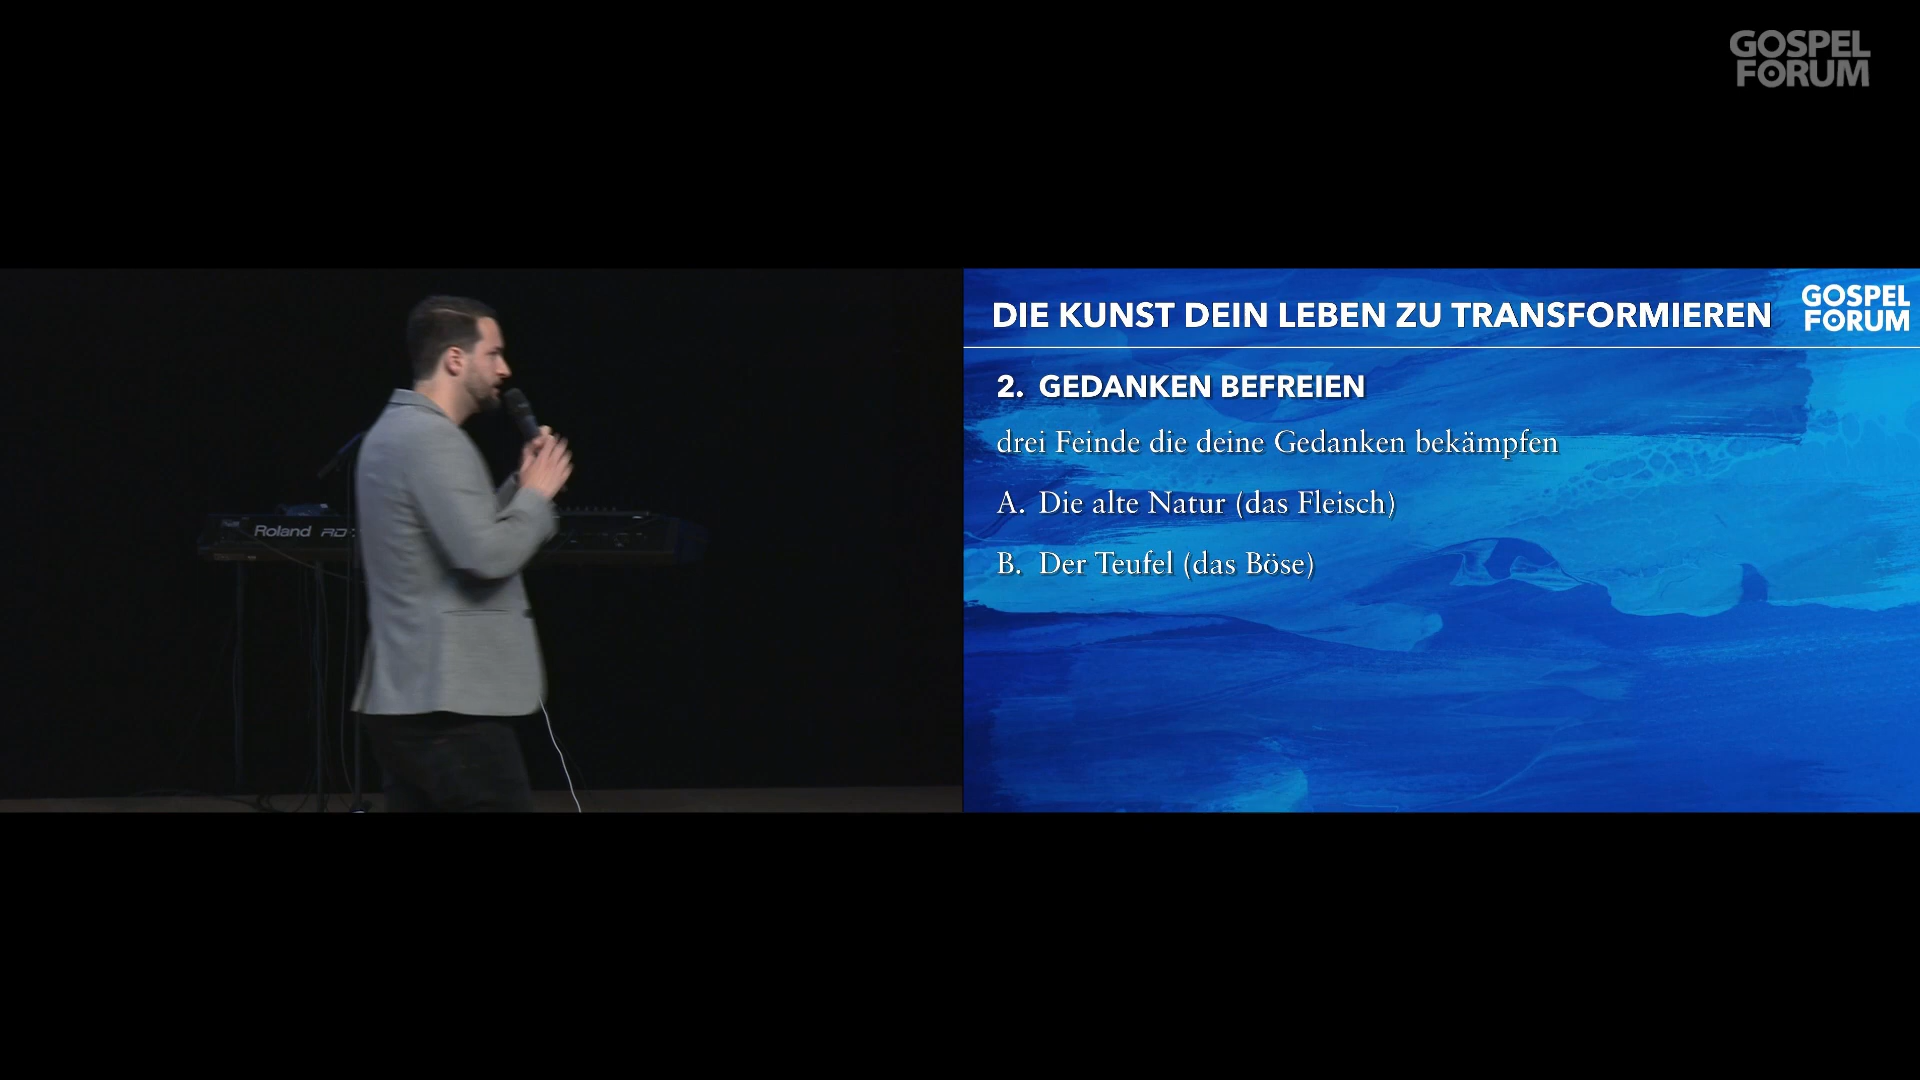 GOSPEL
FORUM
DIE KUNST DEIN LEBEN ZU TRANSFORMIEREN
GOSPEL
FORUM
2. GEDANKEN BEFREIEN
drei Feinde die deine Gedanken bekämpfen
A. Die alte Natur (das Fleisch)
B. Der Teufel (das Böse)
Roland RD